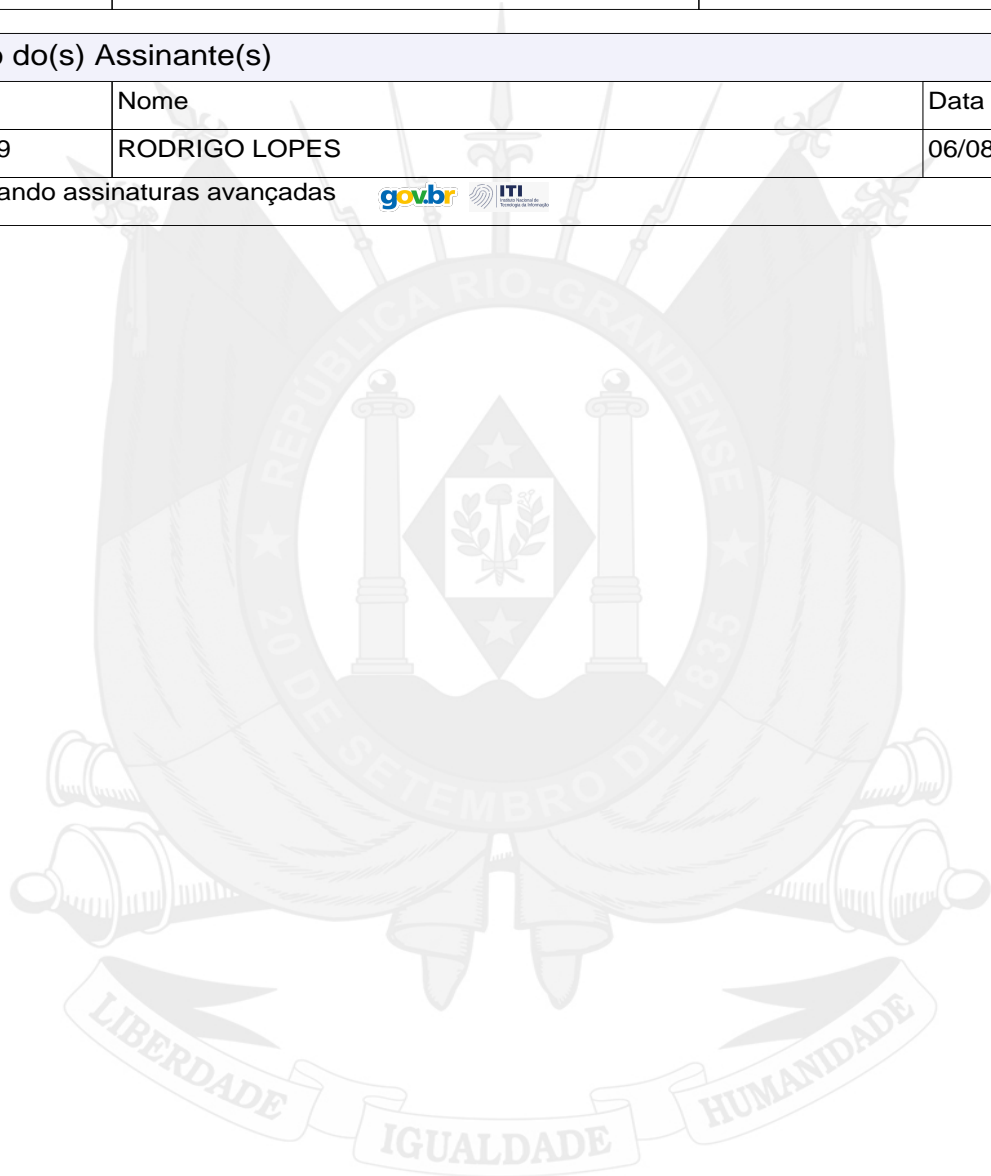 do(s) Assinante(s)
Nome Data
9 RODRIGO LOPES 06/08
ando assinaturas avançadas gov.br ITI
REPÚBLICA RIO-GRANDENSE
20 DE SETEMBRO DE 1835
LIBERDADE IGUALDADE HUMANIDADE